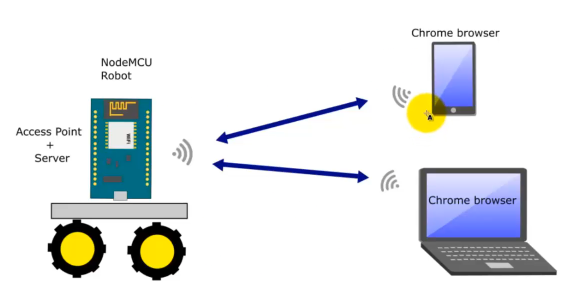 Chrome browser
NodeMCU
Robot
Access Point
+
Server
Chrome browser